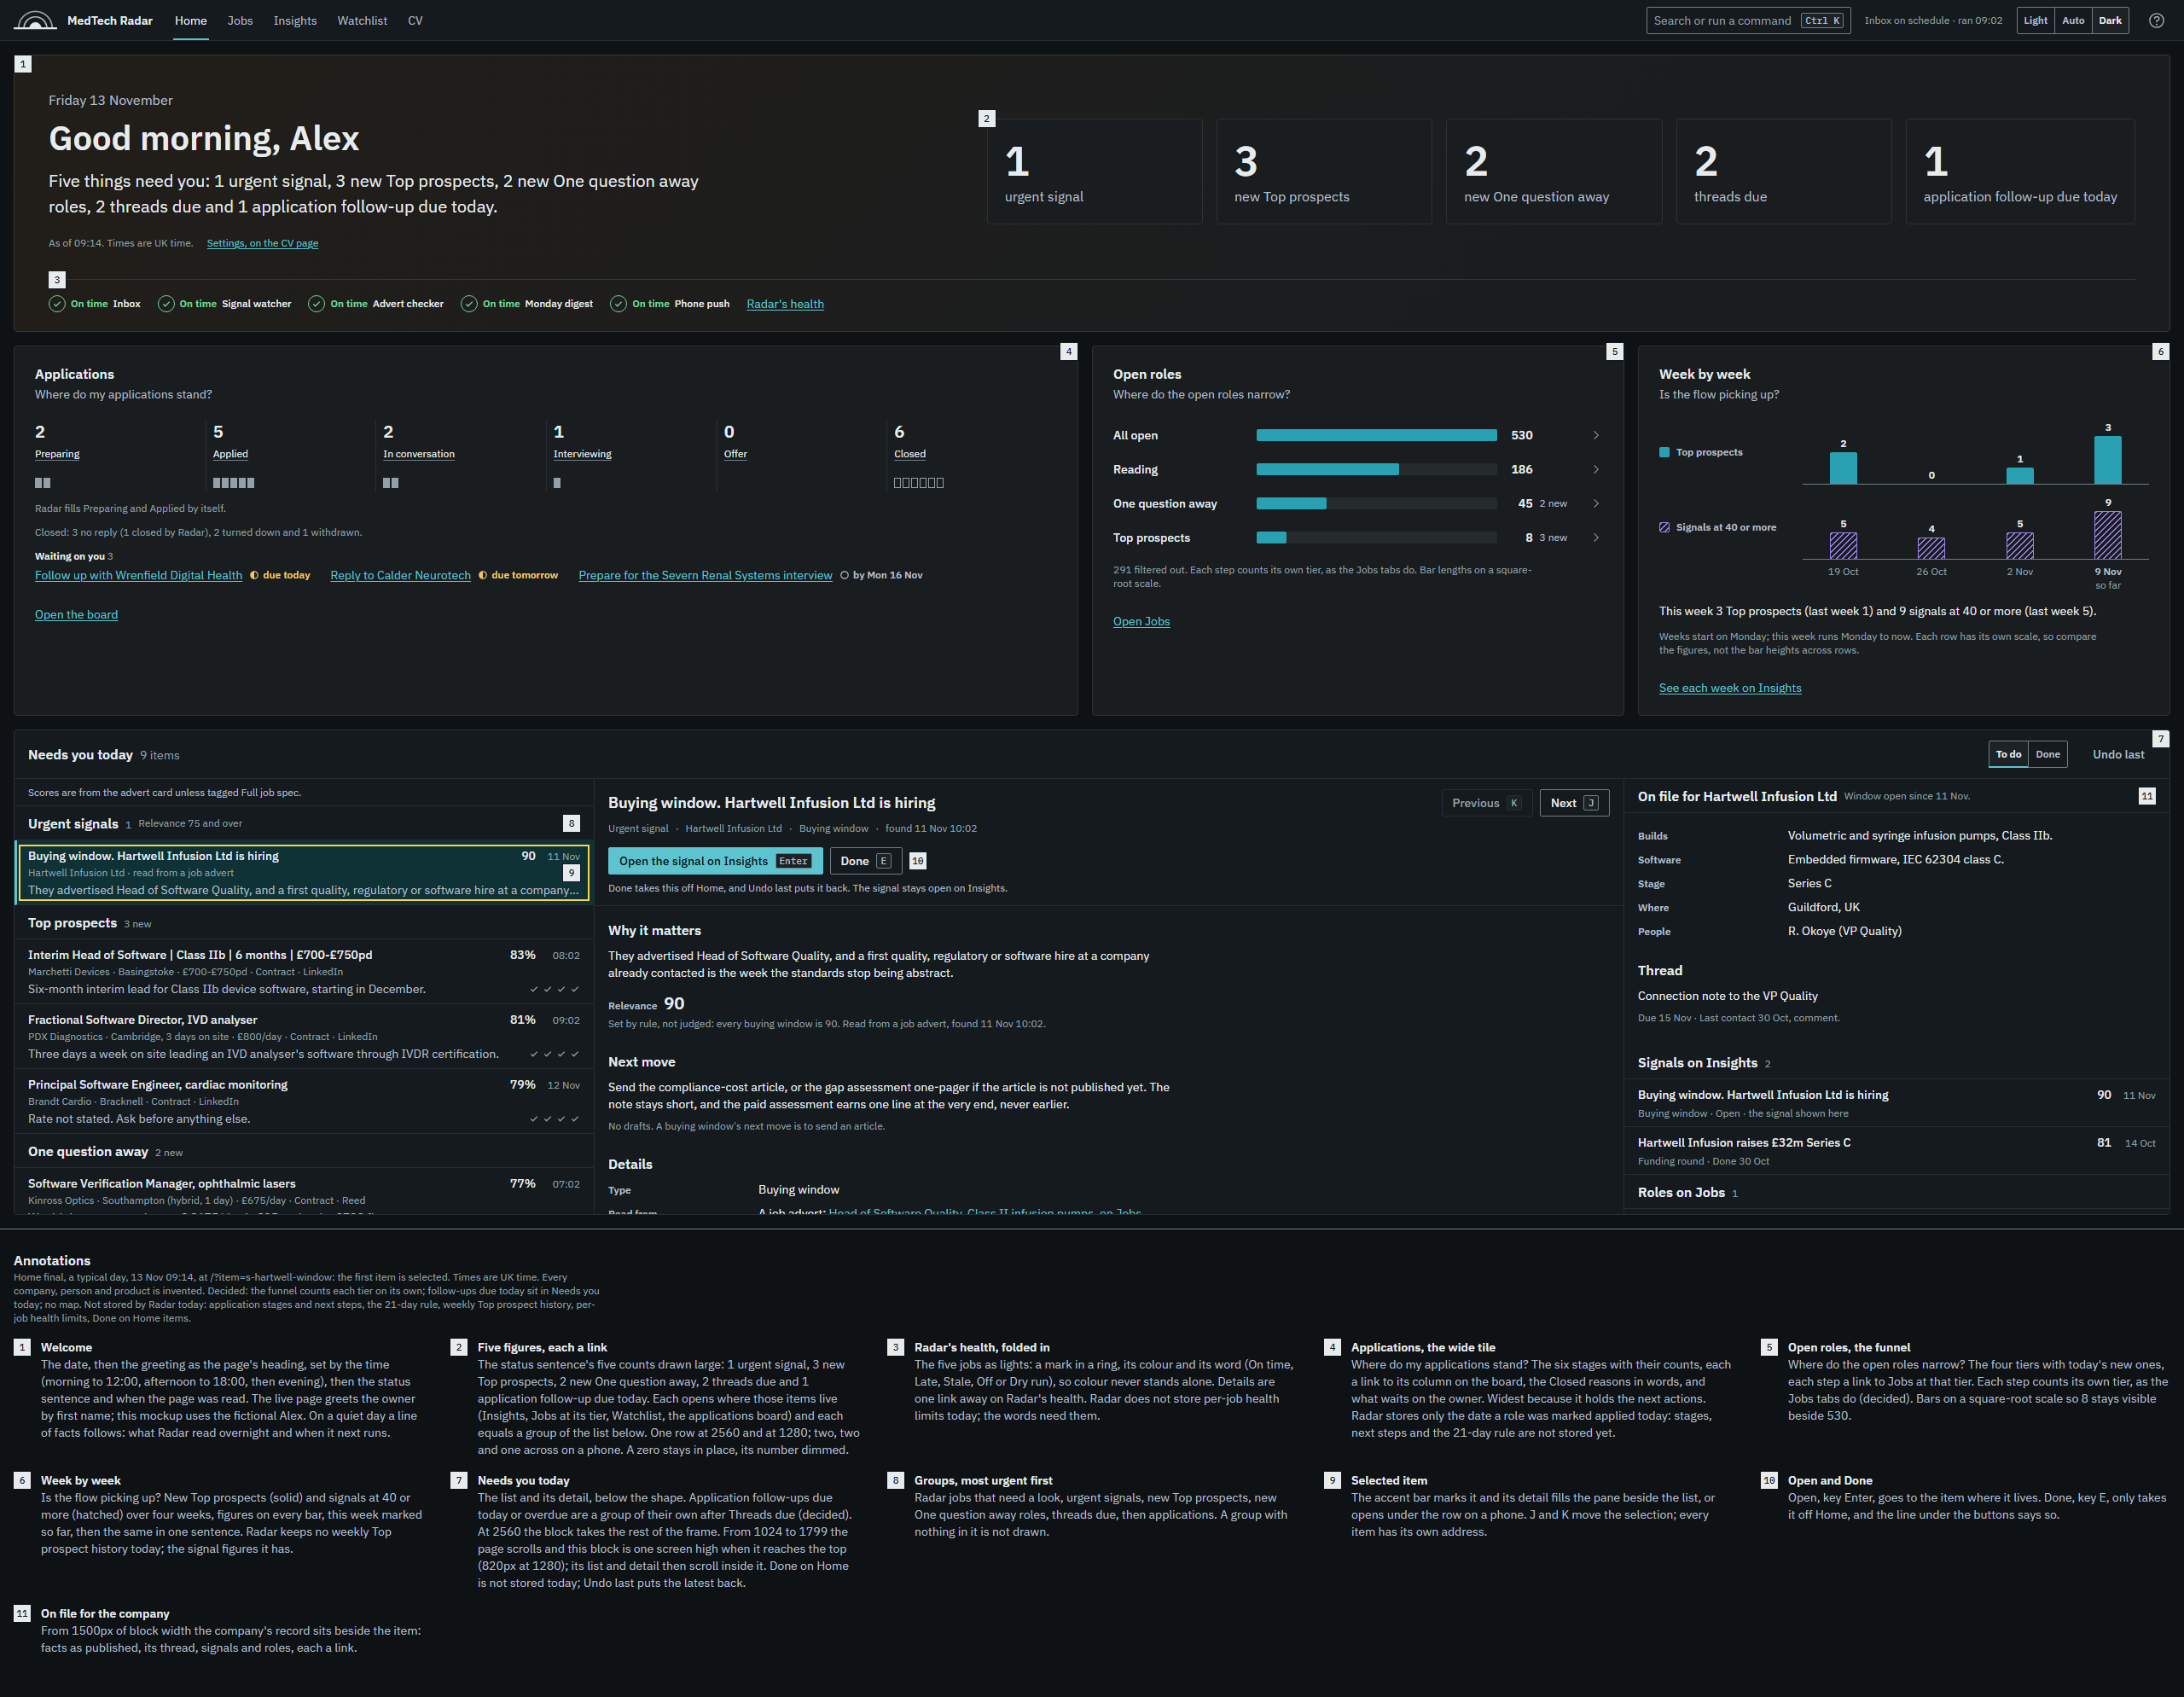 MedTech Radar
Home
Jobs
Insights
Watchlist
CV
Search or run a command Ctrl K
Inbox on schedule · ran 09:02
Light Auto Dark
1
Friday 13 November
Good morning, Alex
Five things need you: 1 urgent signal, 3 new Top prospects, 2 new One question away
roles, 2 threads due and 1 application follow-up due today.
As of 09:14. Times are UK time. Settings, on the CV page
2
1
urgent signal
3
new Top prospects
2
new One question away
2
threads due
1
application follow-up due today
3
On time Inbox
On time Signal watcher
On time Advert checker
On time Monday digest
On time Phone push
Radar's health
4
Applications
Where do my applications stand?
2
Preparing
5
Applied
2
In conversation
1
Interviewing
0
Offer
6
Closed
Radar fills Preparing and Applied by itself.
Closed: 3 no reply (1 closed by Radar), 2 turned down and 1 withdrawn.
Waiting on you 3
Follow up with Wrenfield Digital Health due today
Reply to Calder Neurotech due tomorrow
Prepare for the Severn Renal Systems interview by Mon 16 Nov
Open the board
5
Open roles
Where do the open roles narrow?
All open 530
Reading 186
One question away 45 2 new
Top prospects 8 3 new
291 filtered out. Each step counts its own tier, as the Jobs tabs do. Bar lengths on a square-
root scale.
Open Jobs
6
Week by week
Is the flow picking up?
Top prospects
2
0
1
3
Signals at 40 or more
5
4
5
9
19 Oct
26 Oct
2 Nov
9 Nov
so far
This week 3 Top prospects (last week 1) and 9 signals at 40 or more (last week 5).
Weeks start on Monday; this week runs Monday to now. Each row has its own scale, so compare
the figures, not the bar heights across rows.
See each week on Insights
7
Needs you today 9 items
To do Done
Undo last
Scores are from the advert card unless tagged Full job spec.
Urgent signals 1 Relevance 75 and over
8
Buying window. Hartwell Infusion Ltd is hiring 90 11 Nov
Hartwell Infusion Ltd · read from a job advert
9
They advertised Head of Software Quality, and a first quality, regulatory or software hire at a company...
Top prospects 3 new
Interim Head of Software | Class IIb | 6 months | £700-£750pd 83% 08:02
Marchetti Devices · Basingstoke · £700-£750pd · Contract · LinkedIn
Six-month interim lead for Class IIb device software, starting in December.
Fractional Software Director, IVD analyser 81% 09:02
PDX Diagnostics · Cambridge, 3 days on site · £800/day · Contract · LinkedIn
Three days a week on site leading an IVD analyser's software through IVDR certification.
Principal Software Engineer, cardiac monitoring 79% 12 Nov
Brandt Cardio · Bracknell · Contract · LinkedIn
Rate not stated. Ask before anything else.
One question away 2 new
Software Verification Manager, ophthalmic lasers 77% 07:02
Kinross Optics · Southampton (hybrid, 1 day) · £675/day · Contract · Reed
Buying window. Hartwell Infusion Ltd is hiring
Previous K
Next J
Urgent signal · Hartwell Infusion Ltd · Buying window · found 11 Nov 10:02
Open the signal on Insights Enter
Done E
10
Done takes this off Home, and Undo last puts it back. The signal stays open on Insights.
Why it matters
They advertised Head of Software Quality, and a first quality, regulatory or software hire at a company
already contacted is the week the standards stop being abstract.
Relevance 90
Set by rule, not judged: every buying window is 90. Read from a job advert, found 11 Nov 10:02.
Next move
Send the compliance-cost article, or the gap assessment one-pager if the article is not published yet. The
note stays short, and the paid assessment earns one line at the very end, never earlier.
No drafts. A buying window's next move is to send an article.
Details
Type Buying window
Read from A job advert: Head of Software Quality, Class II infusion pumps, on Jobs
On file for Hartwell Infusion Ltd Window open since 11 Nov.
11
Builds Volumetric and syringe infusion pumps, Class IIb.
Software Embedded firmware, IEC 62304 class C.
Stage Series C
Where Guildford, UK
People R. Okoye (VP Quality)
Thread
Connection note to the VP Quality
Due 15 Nov · Last contact 30 Oct, comment.
Signals on Insights 2
Buying window. Hartwell Infusion Ltd is hiring 90 11 Nov
Buying window · Open · the signal shown here
Hartwell Infusion raises £32m Series C 81 14 Oct
Funding round · Done 30 Oct
Roles on Jobs 1
Annotations
Home final, a typical day, 13 Nov 09:14, at /?item=s-hartwell-window: the first item is selected. Times are UK time. Every
company, person and product is invented. Decided: the funnel counts each tier on its own; follow-ups due today sit in Needs you
today; no map. Not stored by Radar today: application stages and next steps, the 21-day rule, weekly Top prospect history, per-
job health limits, Done on Home items.
1 Welcome
The date, then the greeting as the page's heading, set by the time
(morning to 12:00, afternoon to 18:00, then evening), then the status
sentence and when the page was read. The live page greets the owner
by first name; this mockup uses the fictional Alex. On a quiet day a line
of facts follows: what Radar read overnight and when it next runs.
2 Five figures, each a link
The status sentence's five counts drawn large: 1 urgent signal, 3 new
Top prospects, 2 new One question away, 2 threads due and 1
application follow-up due today. Each opens where those items live
(Insights, Jobs at its tier, Watchlist, the applications board) and each
equals a group of the list below. One row at 2560 and at 1280; two, two
and one across on a phone. A zero stays in place, its number dimmed.
3 Radar's health, folded in
The five jobs as lights: a mark in a ring, its colour and its word (On time,
Late, Stale, Off or Dry run), so colour never stands alone. Details are
one link away on Radar's health. Radar does not store per-job health
limits today; the words need them.
4 Applications, the wide tile
Where do my applications stand? The six stages with their counts, each
a link to its column on the board, the Closed reasons in words, and
what waits on the owner. Widest because it holds the next actions.
Radar stores only the date a role was marked applied today: stages,
next steps and the 21-day rule are not stored yet.
5 Open roles, the funnel
Where do the open roles narrow? The four tiers with today's new ones,
each step a link to Jobs at that tier. Each step counts its own tier, as the
Jobs tabs do (decided). Bars on a square-root scale so 8 stays visible
beside 530.
6 Week by week
Is the flow picking up? New Top prospects (solid) and signals at 40 or
more (hatched) over four weeks, figures on every bar, this week marked
so far, then the same in one sentence. Radar keeps no weekly Top
prospect history today; the signal figures it has.
7 Needs you today
The list and its detail, below the shape. Application follow-ups due
today or overdue are a group of their own after Threads due (decided).
At 2560 the block takes the rest of the frame. From 1024 to 1799 the
page scrolls and this block is one screen high when it reaches the top
(820px at 1280); its list and detail then scroll inside it. Done on Home
is not stored today; Undo last puts the latest back.
8 Groups, most urgent first
Radar jobs that need a look, urgent signals, new Top prospects, new
One question away roles, threads due, then applications. A group with
nothing in it is not drawn.
9 Selected item
The accent bar marks it and its detail fills the pane beside the list, or
opens under the row on a phone. J and K move the selection; every
item has its own address.
10 Open and Done
Open, key Enter, goes to the item where it lives. Done, key E, only takes
it off Home, and the line under the buttons says so.
11 On file for the company
From 1500px of block width the company's record sits beside the item:
facts as published, its thread, signals and roles, each a link.